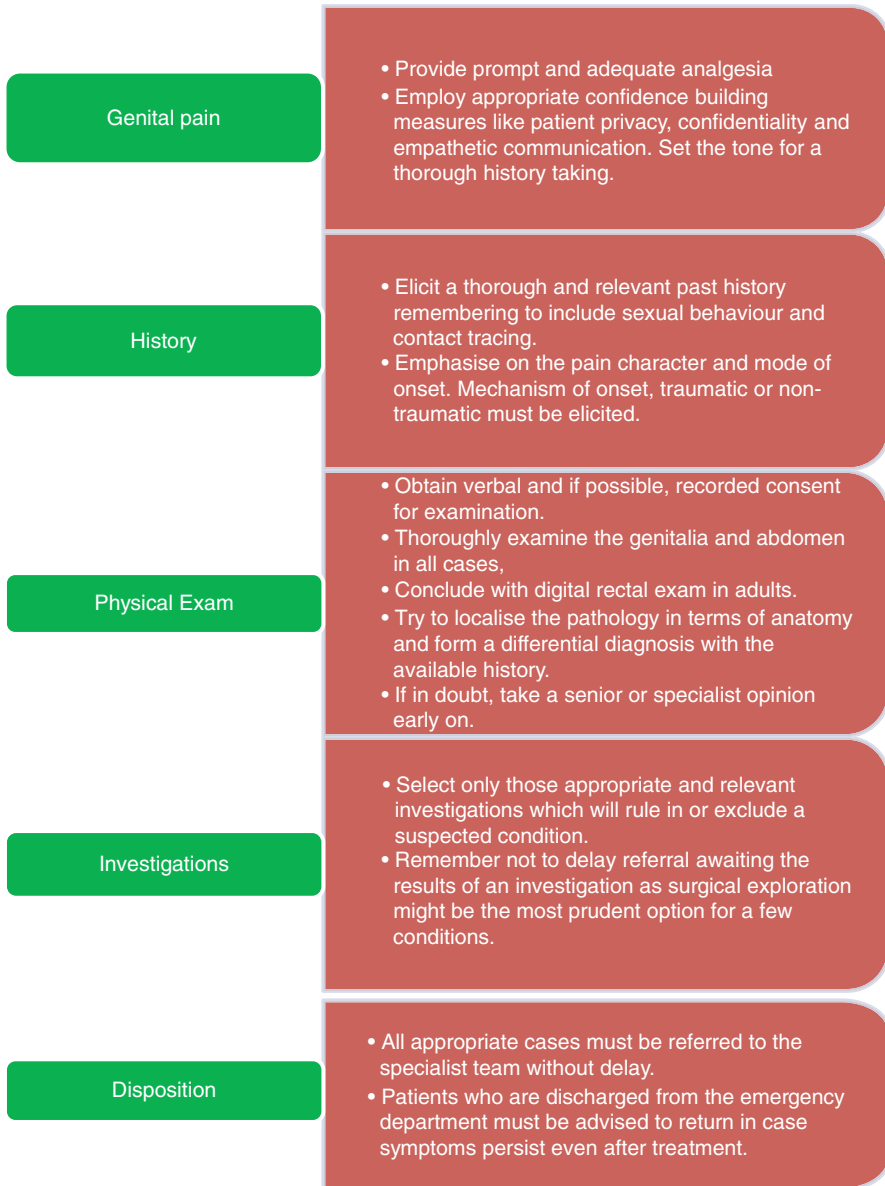 Genital pain
• Provide prompt and adequate analgesia
• Employ appropriate confidence building
measures like patient privacy, confidentiality and
empathetic communication. Set the tone for a
thorough history taking.
History
• Elicit a thorough and relevant past history
remembering to include sexual behaviour and
contact tracing.
• Emphasise on the pain character and mode of
onset. Mechanism of onset, traumatic or non-
traumatic must be elicited.
Physical Exam
• Obtain verbal and if possible, recorded consent
for examination.
• Thoroughly examine the genitalia and abdomen
in all cases,
• Conclude with digital rectal exam in adults.
• Try to localise the pathology in terms of anatomy
and form a differential diagnosis with the
available history.
• If in doubt, take a senior or specialist opinion
early on.
Investigations
• Select only those appropriate and relevant
investigations which will rule in or exclude a
suspected condition.
• Remember not to delay referral awaiting the
results of an investigation as surgical exploration
might be the most prudent option for a few
conditions.
Disposition
• All appropriate cases must be referred to the
specialist team without delay.
• Patients who are discharged from the emergency
department must be advised to return in case
symptoms persist even after treatment.